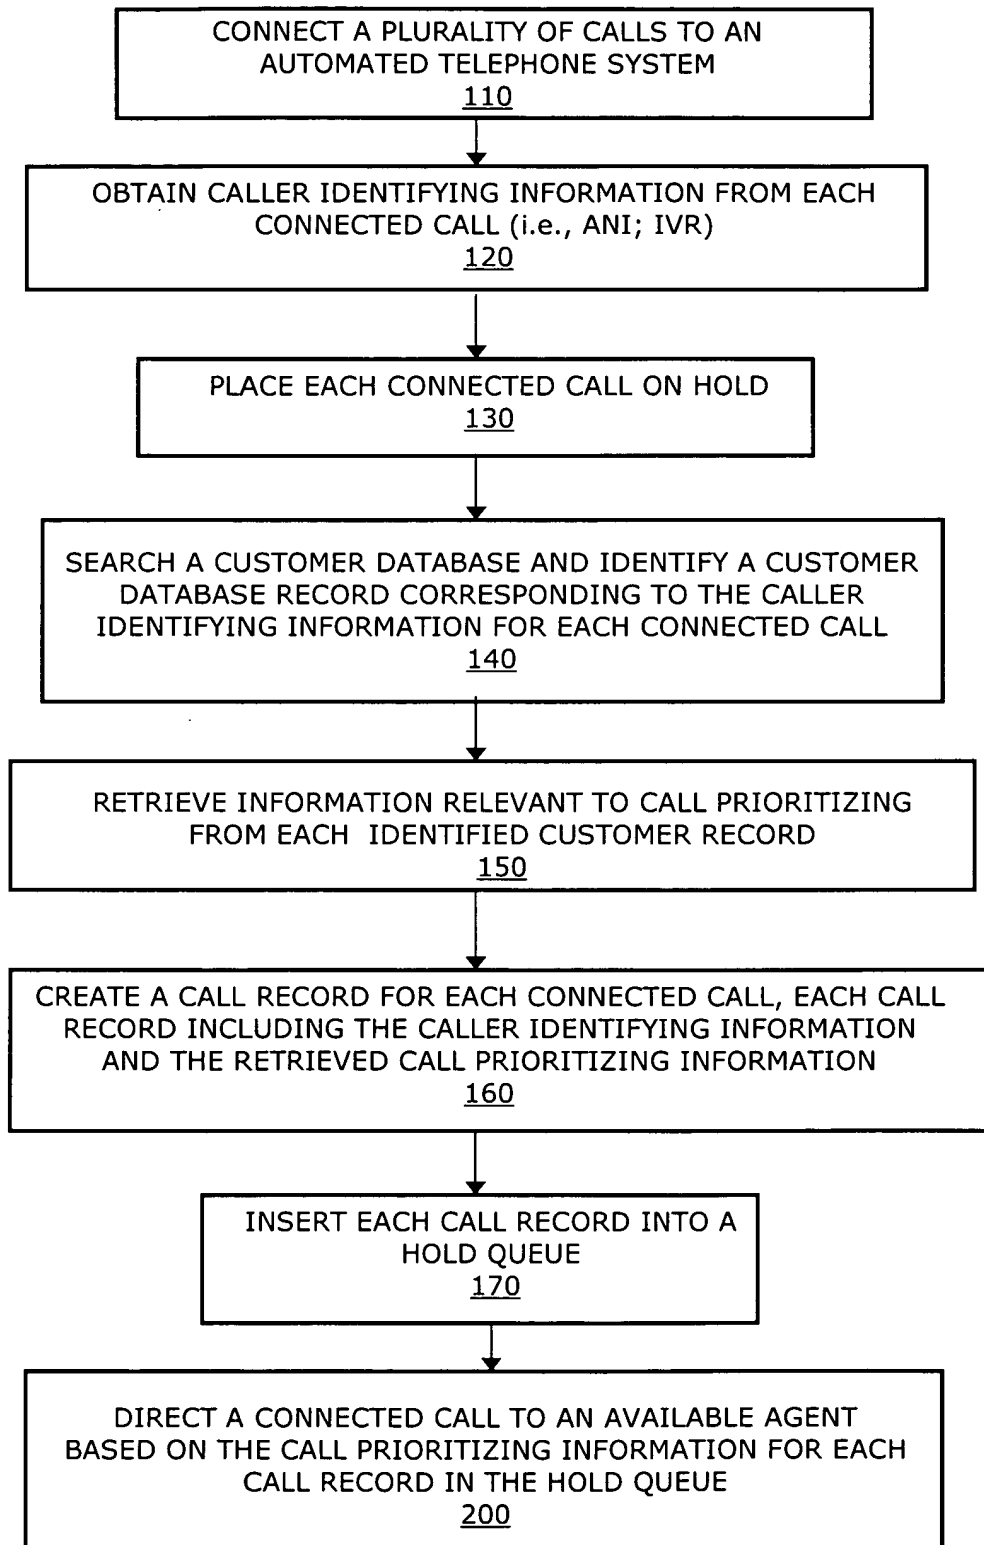 CONNECT A PLURALITY OF CALLS TO AN
AUTOMATED TELEPHONE SYSTEM
110
OBTAIN CALLER IDENTIFYING INFORMATION FROM EACH
CONNECTED CALL (i.e., ANI; IVR)
120
PLACE EACH CONNECTED CALL ON HOLD
130
SEARCH A CUSTOMER DATABASE AND IDENTIFY A CUSTOMER
DATABASE RECORD CORRESPONDING TO THE CALLER
IDENTIFYING INFORMATION FOR EACH CONNECTED CALL
140
RETRIEVE INFORMATION RELEVANT TO CALL PRIORITIZING
FROM EACH IDENTIFIED CUSTOMER RECORD
150
CREATE A CALL RECORD FOR EACH CONNECTED CALL, EACH CALL
RECORD INCLUDING THE CALLER IDENTIFYING INFORMATION
AND THE RETRIEVED CALL PRIORITIZING INFORMATION
160
INSERT EACH CALL RECORD INTO A
HOLD QUEUE
170
DIRECT A CONNECTED CALL TO AN AVAILABLE AGENT
BASED ON THE CALL PRIORITIZING INFORMATION FOR EACH
CALL RECORD IN THE HOLD QUEUE
200